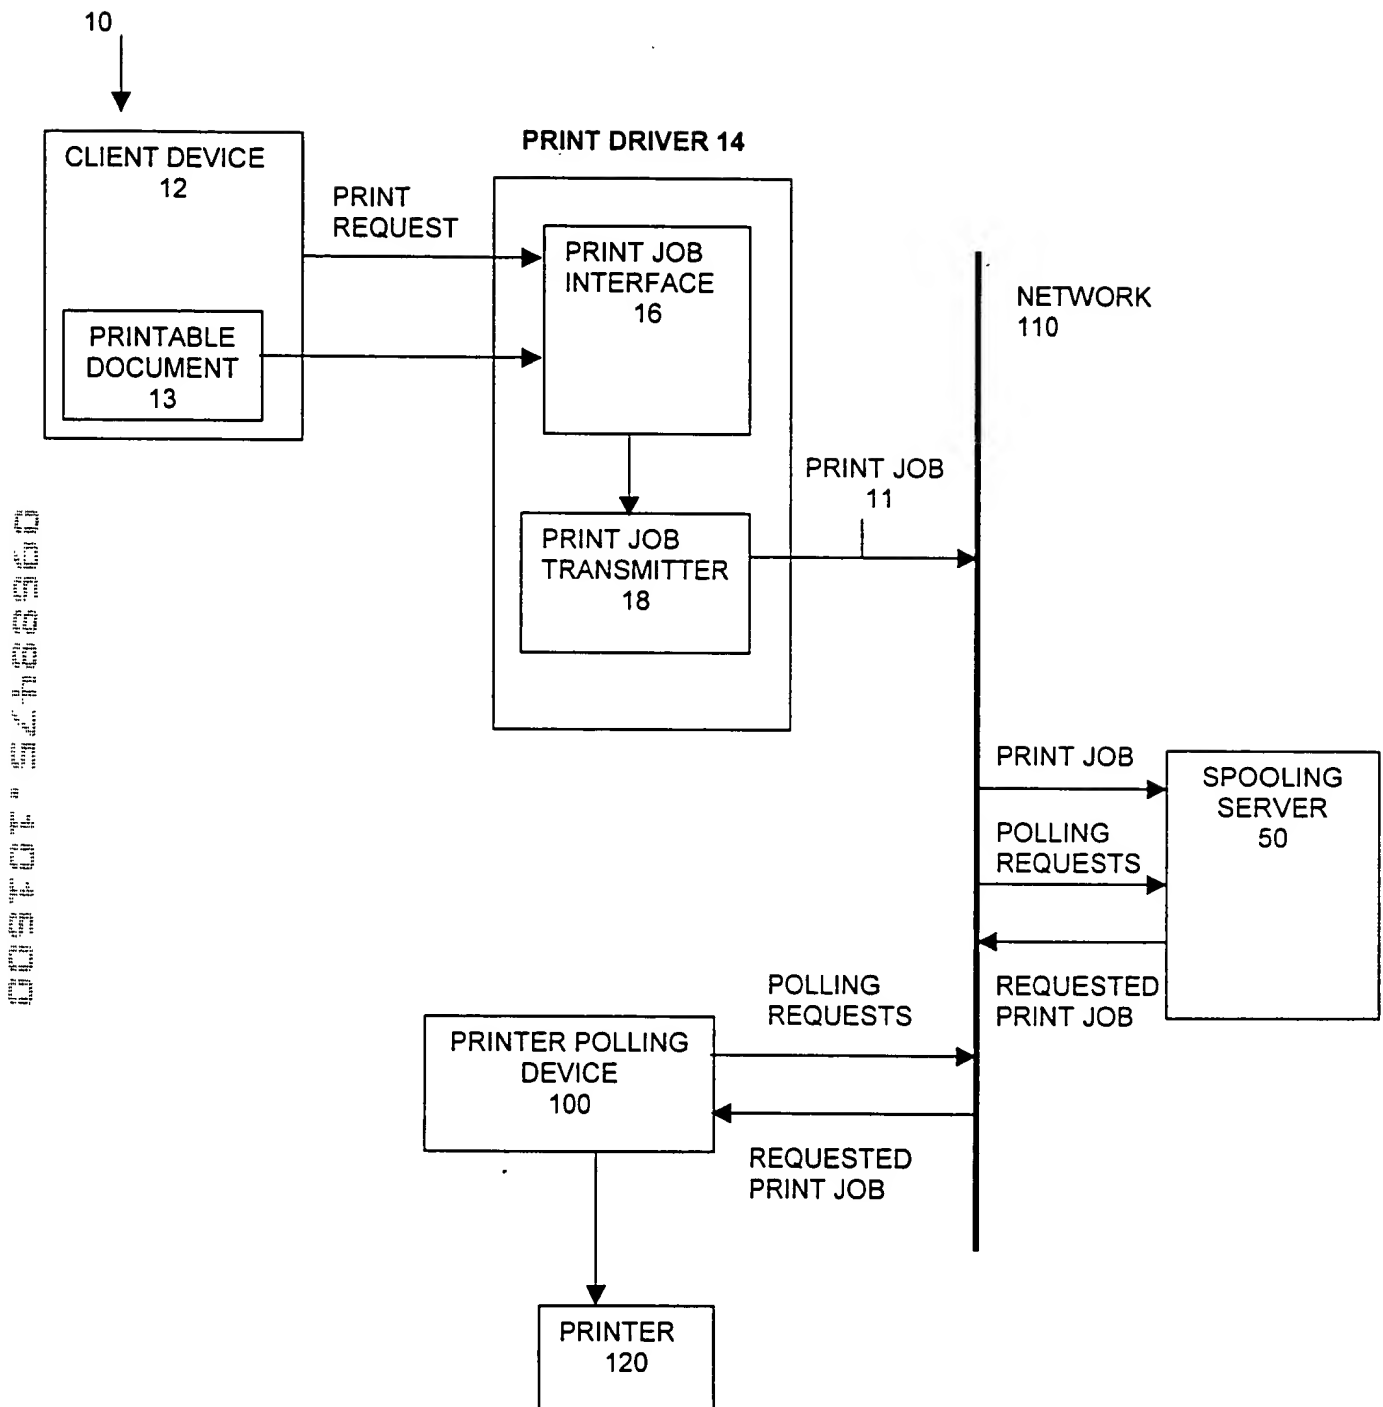 10
CLIENT DEVICE
12
PRINTABLE
DOCUMENT
13
PRINT
REQUEST
PRINT DRIVER 14
PRINT JOB
INTERFACE
16
PRINT JOB
TRANSMITTER
18
PRINT JOB
11
NETWORK
110
PRINT JOB
POLLING
REQUESTS
REQUESTED
PRINT JOB
SPOOLING
SERVER
50
POLLING
REQUESTS
REQUESTED
PRINT JOB
PRINTER POLLING
DEVICE
100
PRINTER
120
09588475.101600